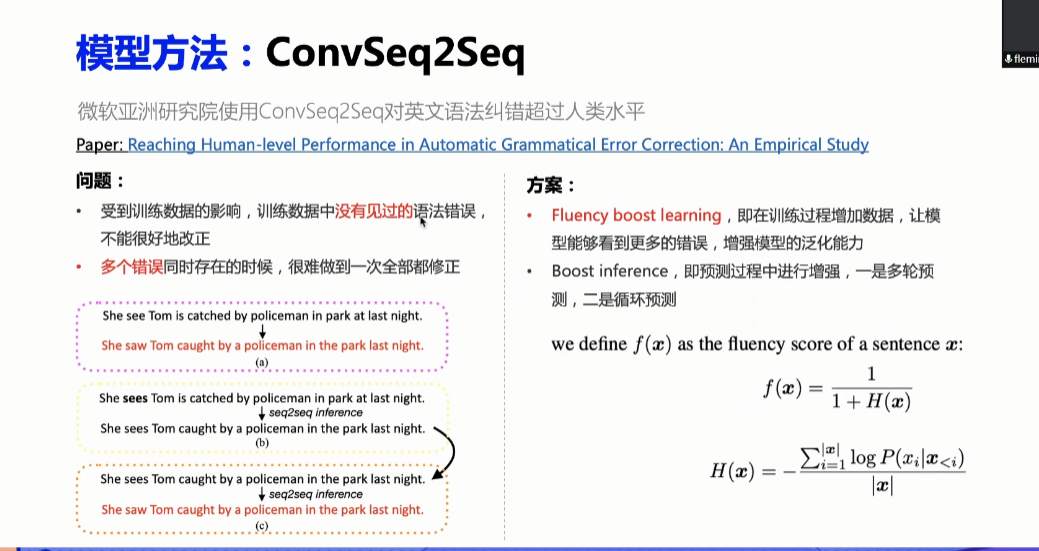 模型方法：ConvSeq2Seq
flemi
微软亚洲研究院使用ConvSeq2Seq对英文语法纠错超过人类水平
Paper: Reaching Human-level Performance in Automatic Grammatical Error Correction: An Empirical Study
问题：
• 受到训练数据的影响，训练数据中没有见过的语法错误，
不能很好地改正
• 多个错误同时存在的时候，很难做到一次全部都修正
She see Tom is catched by policeman in park at last night.
She saw Tom caught by a policeman in the park last night.
(a)
She sees Tom is catched by policeman in park at last night.
seq2seq inference
She sees Tom caught by a policeman in the park last night.
(b)
She sees Tom caught by a policeman in the park last night.
seq2seq inference
She saw Tom caught by a policeman in the park last night.
(c)
方案：
• Fluency boost learning，即在训练过程增加数据，让模
型能够看到更多的错误，增强模型的泛化能力
• Boost inference，即预测过程中进行增强，一是多轮预
测，二是循环预测
we define f(x) as the fluency score of a sentence x:
f(x) = 1 / (1 + H(x))
H(x) = − ∑_{i=1}^{|x|} log P(x_i|x_{<i}) / |x|